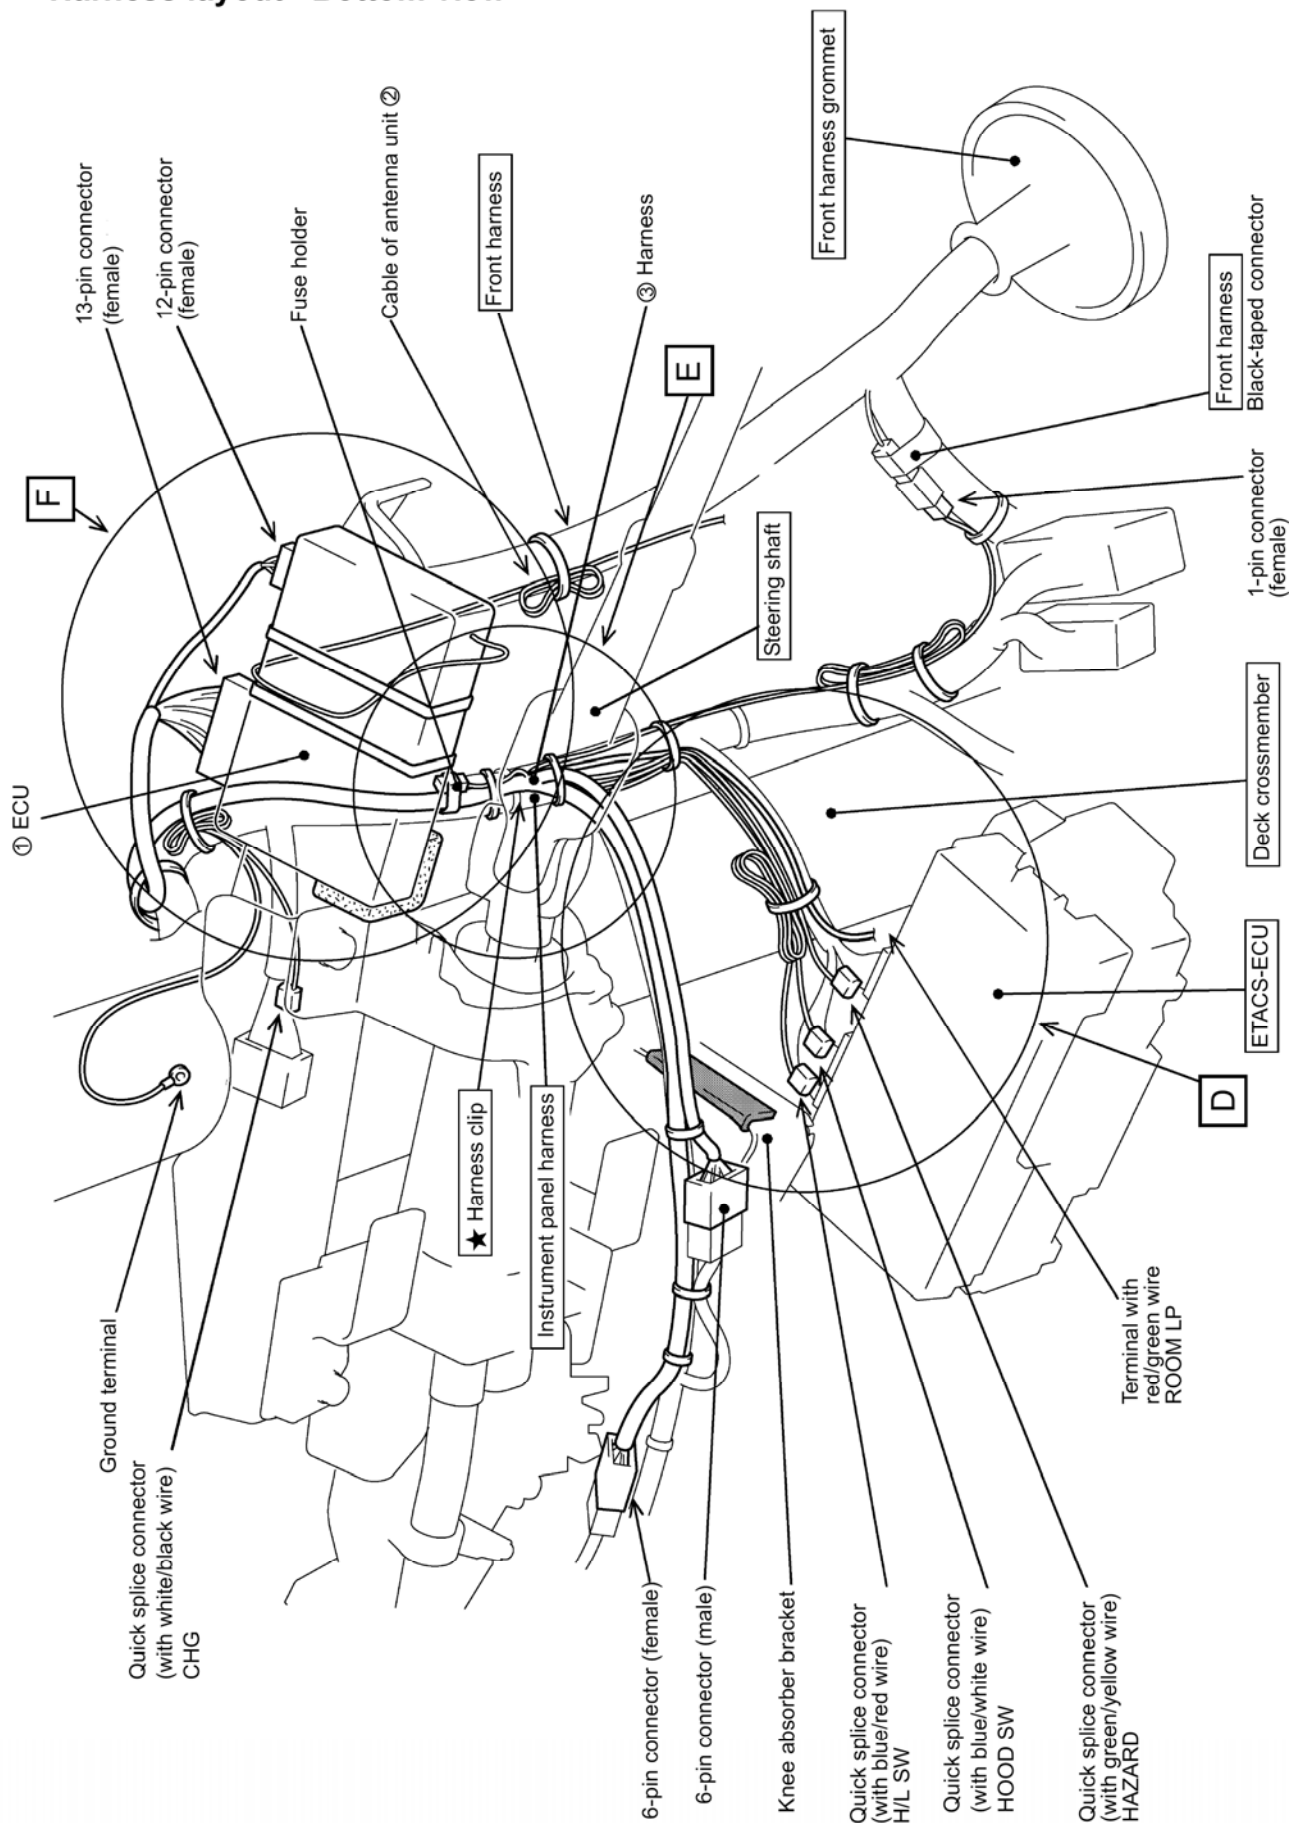 ① ECU
F
13-pin connector
(female)
12-pin connector
(female)
Fuse holder
Cable of antenna unit ②
Front harness
③ Harness
E
Front harness grommet
Steering shaft
Front harness
Black-taped connector
1-pin connector
(female)
Deck crossmember
ETACS-ECU
D
Ground terminal
Quick splice connector
(with white/black wire)
CHG
★ Harness clip
Instrument panel harness
6-pin connector (female)
6-pin connector (male)
Knee absorber bracket
Quick splice connector
(with blue/red wire)
H/L SW
Quick splice connector
(with blue/white wire)
HOOD SW
Quick splice connector
(with green/yellow wire)
HAZARD
Terminal with
red/green wire
ROOM LP